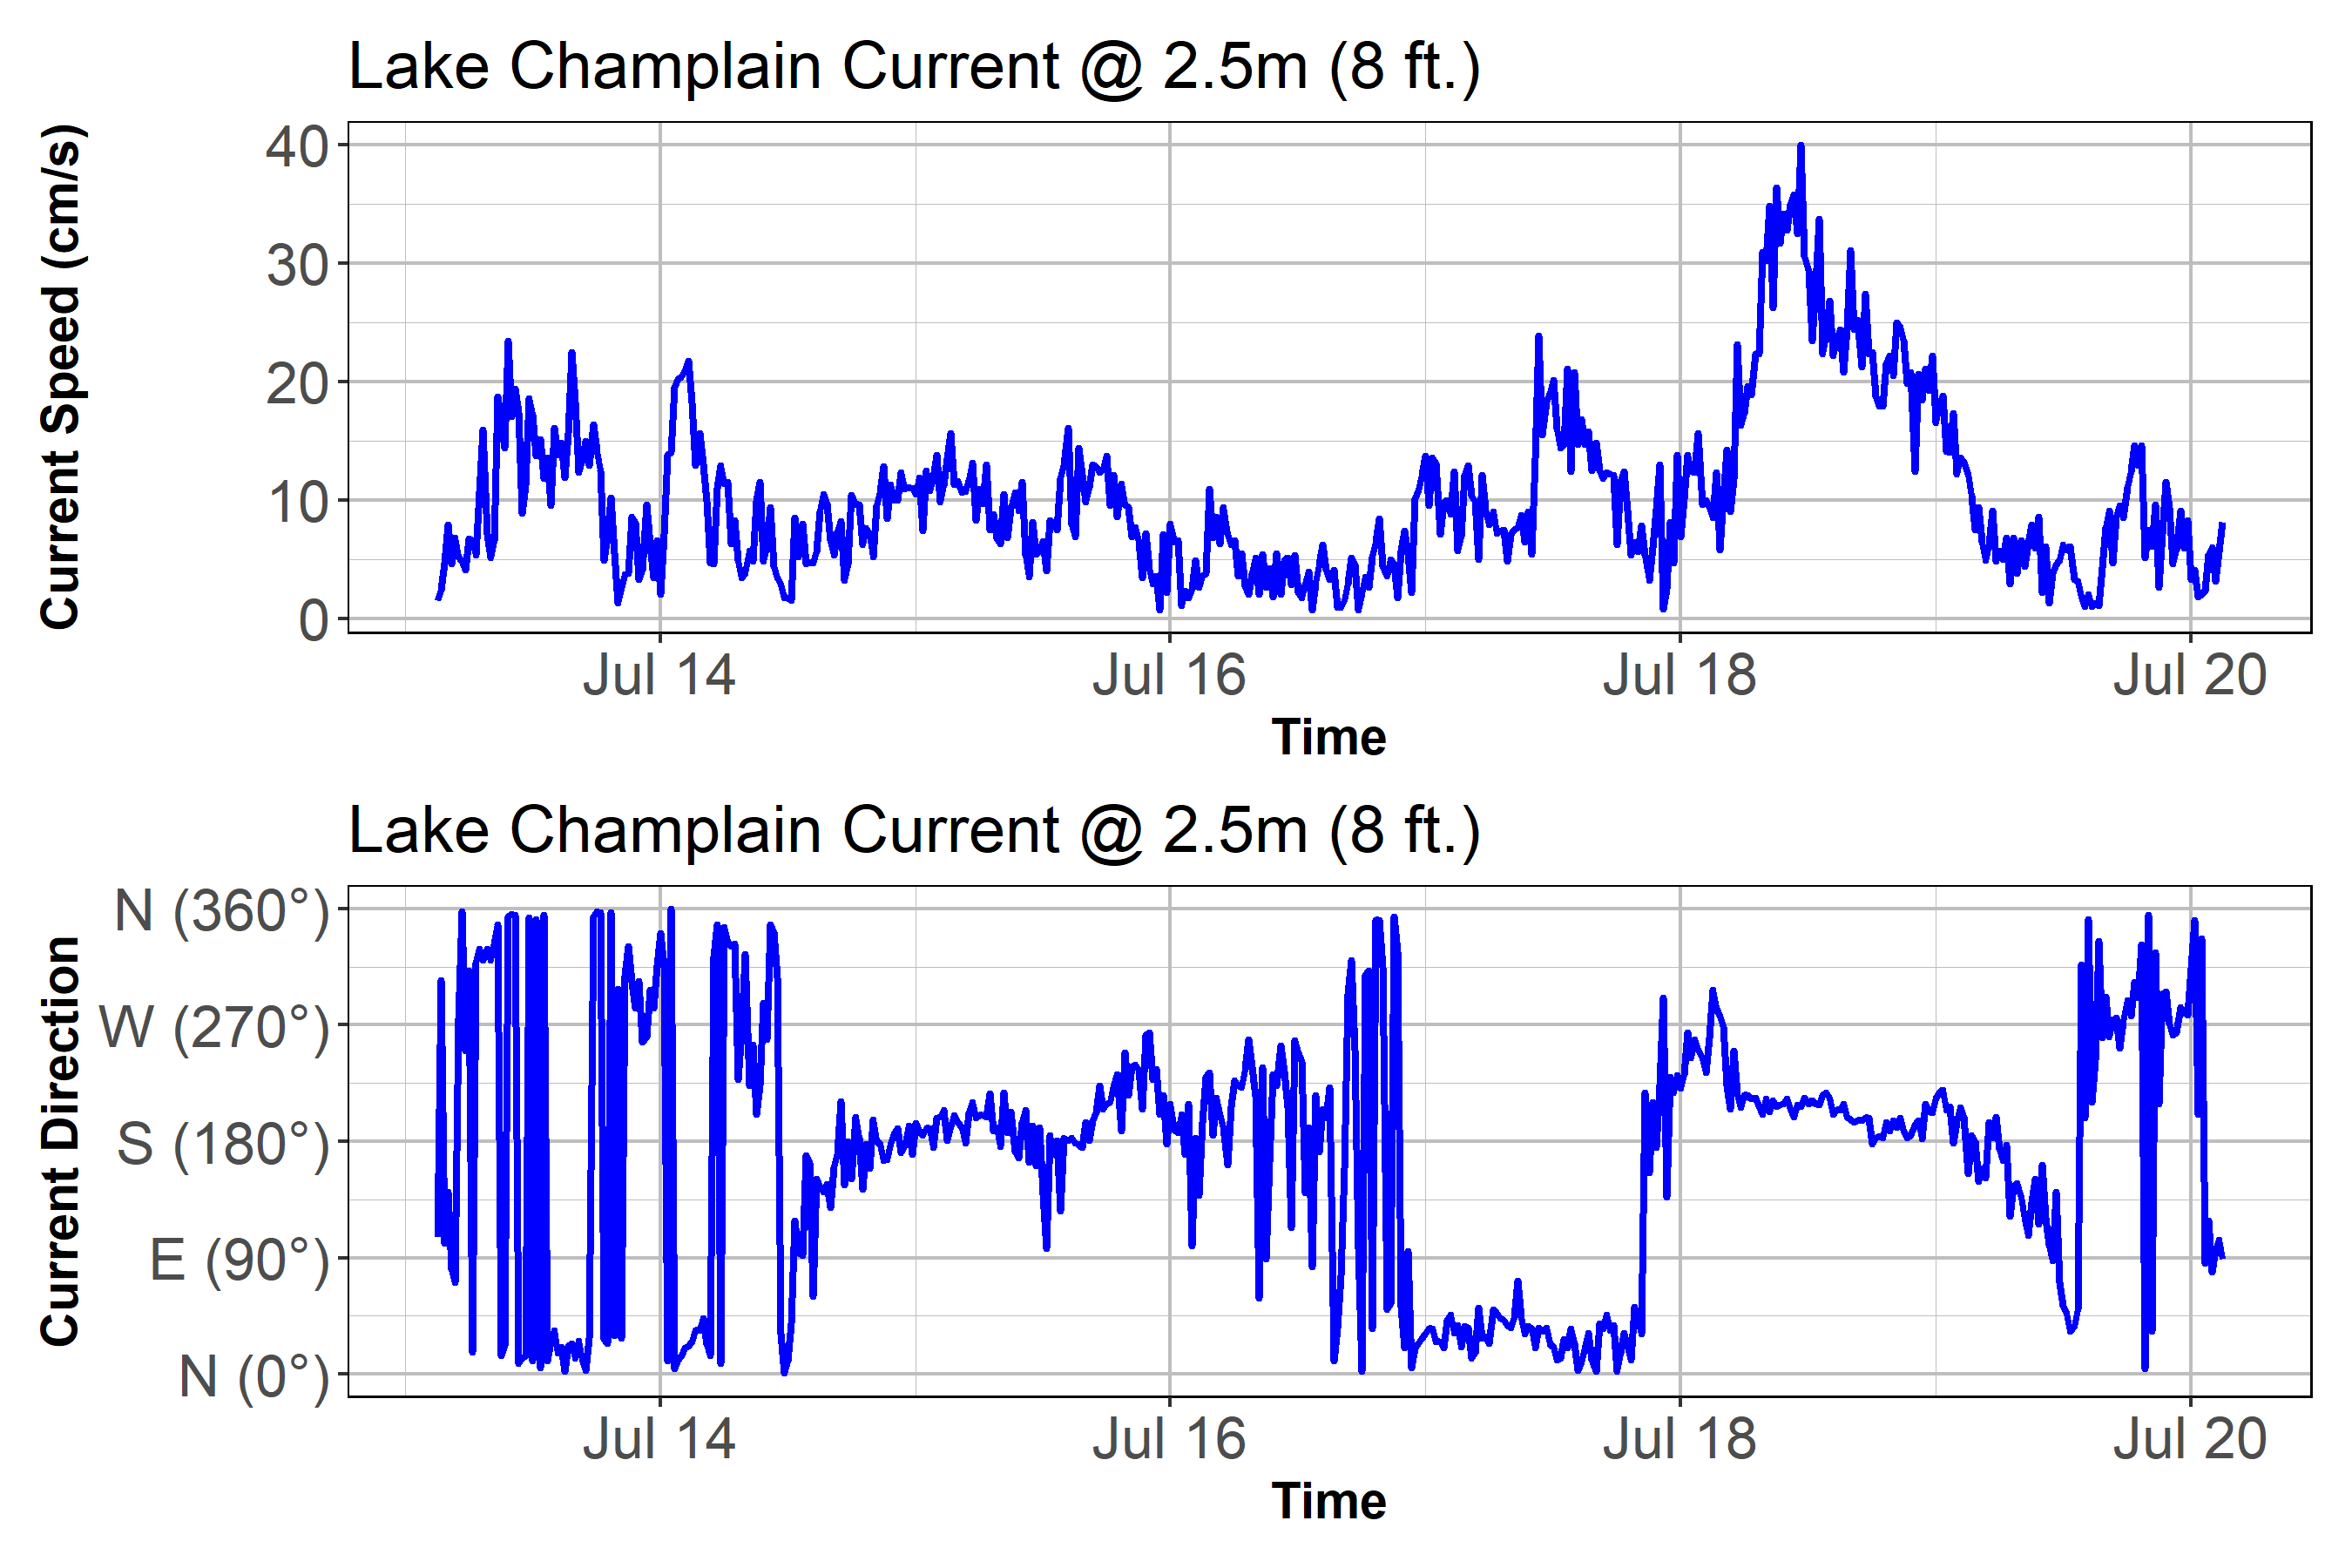 Lake Champlain Current @ 2.5m (8 ft.)
Current Speed (cm/s)
40
30
20
10
0
Jul 14 Jul 16 Jul 18 Jul 20
Time
Lake Champlain Current @ 2.5m (8 ft.)
Current Direction
N (360°)
W (270°)
S (180°)
E (90°)
N (0°)
Jul 14 Jul 16 Jul 18 Jul 20
Time